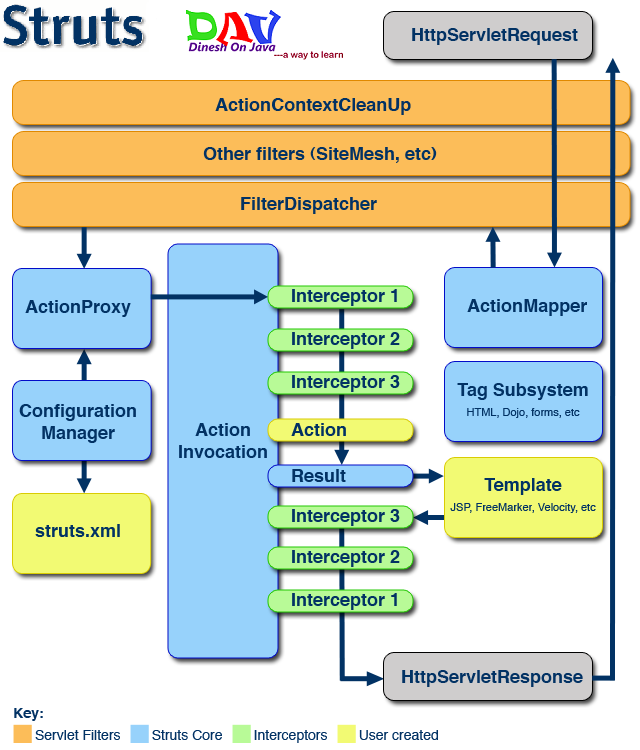 Struts
DAV
Dinesh On Java
---a way to learn
HttpServletRequest
ActionContextCleanUp
Other filters (SiteMesh, etc)
FilterDispatcher
ActionProxy
Configuration
Manager
struts.xml
Action
Invocation
Interceptor 1
Interceptor 2
Interceptor 3
Action
Result
Interceptor 3
Interceptor 2
Interceptor 1
ActionMapper
Tag Subsystem
HTML, Dojo, forms, etc
Template
JSP, FreeMarker, Velocity, etc
HttpServletResponse
Key:
Servlet Filters
Struts Core
Interceptors
User created